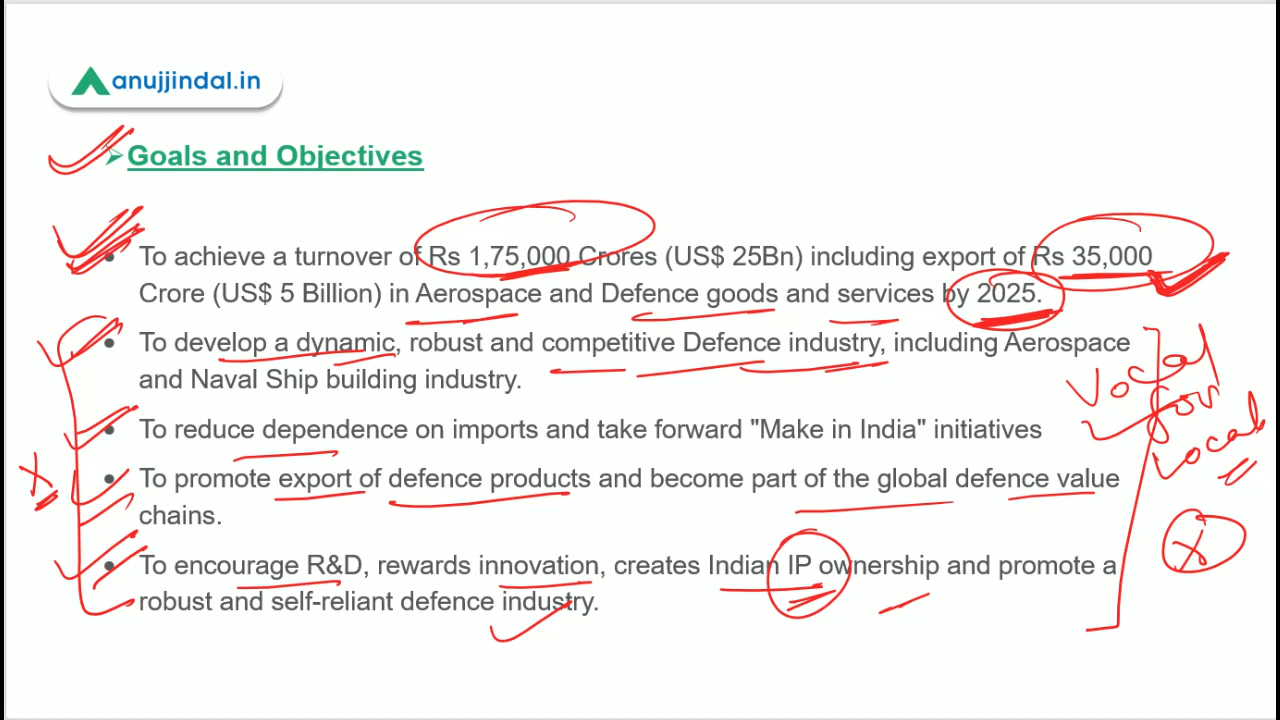 anujjindal.in
Goals and Objectives
To achieve a turnover of Rs 1,75,000 Crores (US$ 25Bn) including export of Rs 35,000
Crore (US$ 5 Billion) in Aerospace and Defence goods and services by 2025.
To develop a dynamic, robust and competitive Defence industry, including Aerospace
and Naval Ship building industry.
To reduce dependence on imports and take forward "Make in India" initiatives
To promote export of defence products and become part of the global defence value
chains.
To encourage R&D, rewards innovation, creates Indian IP ownership and promote a
robust and self-reliant defence industry.
Vocal
for
Local
X
X